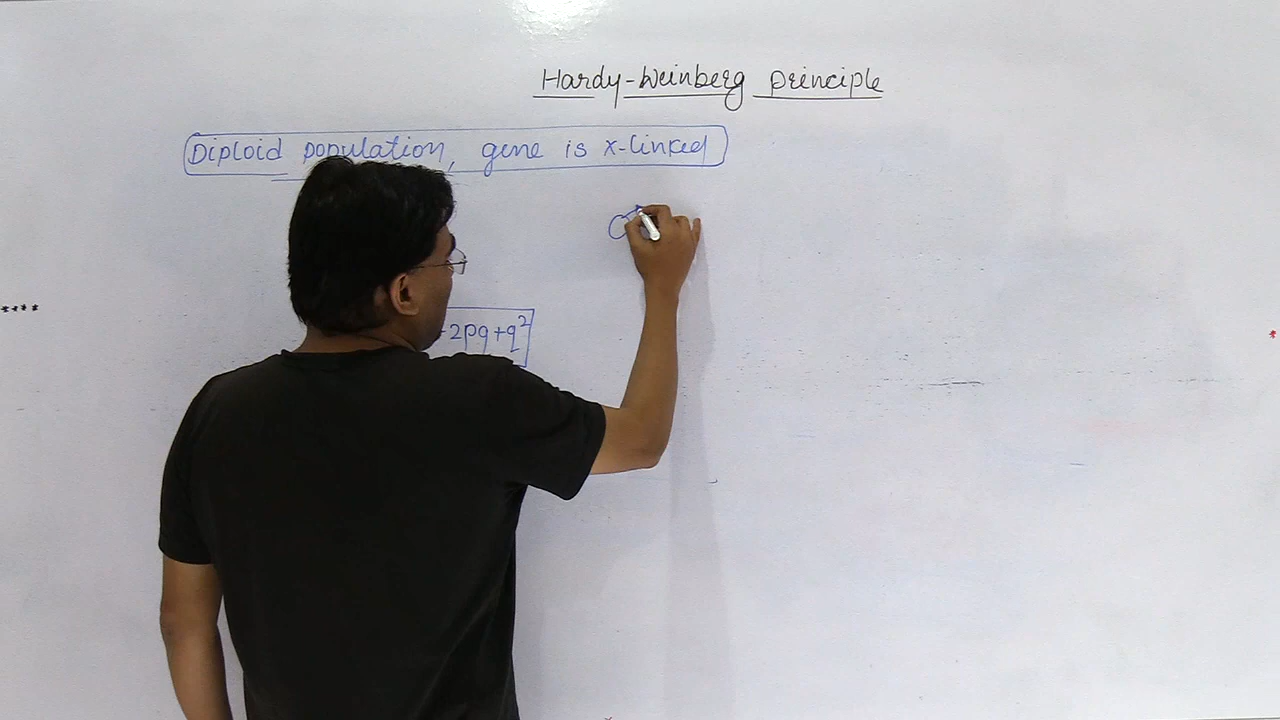 Hardy-Weinberg principle
Diploid population, gene is x-linked
2pq+q²